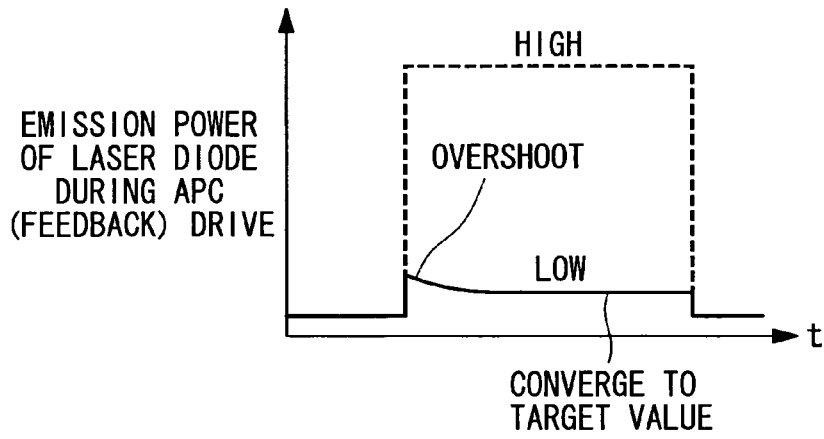 HIGH
EMISSION POWER
OF LASER DIODE
DURING APC
(FEEDBACK) DRIVE
OVERSHOOT
LOW
t
CONVERGE TO
TARGET VALUE